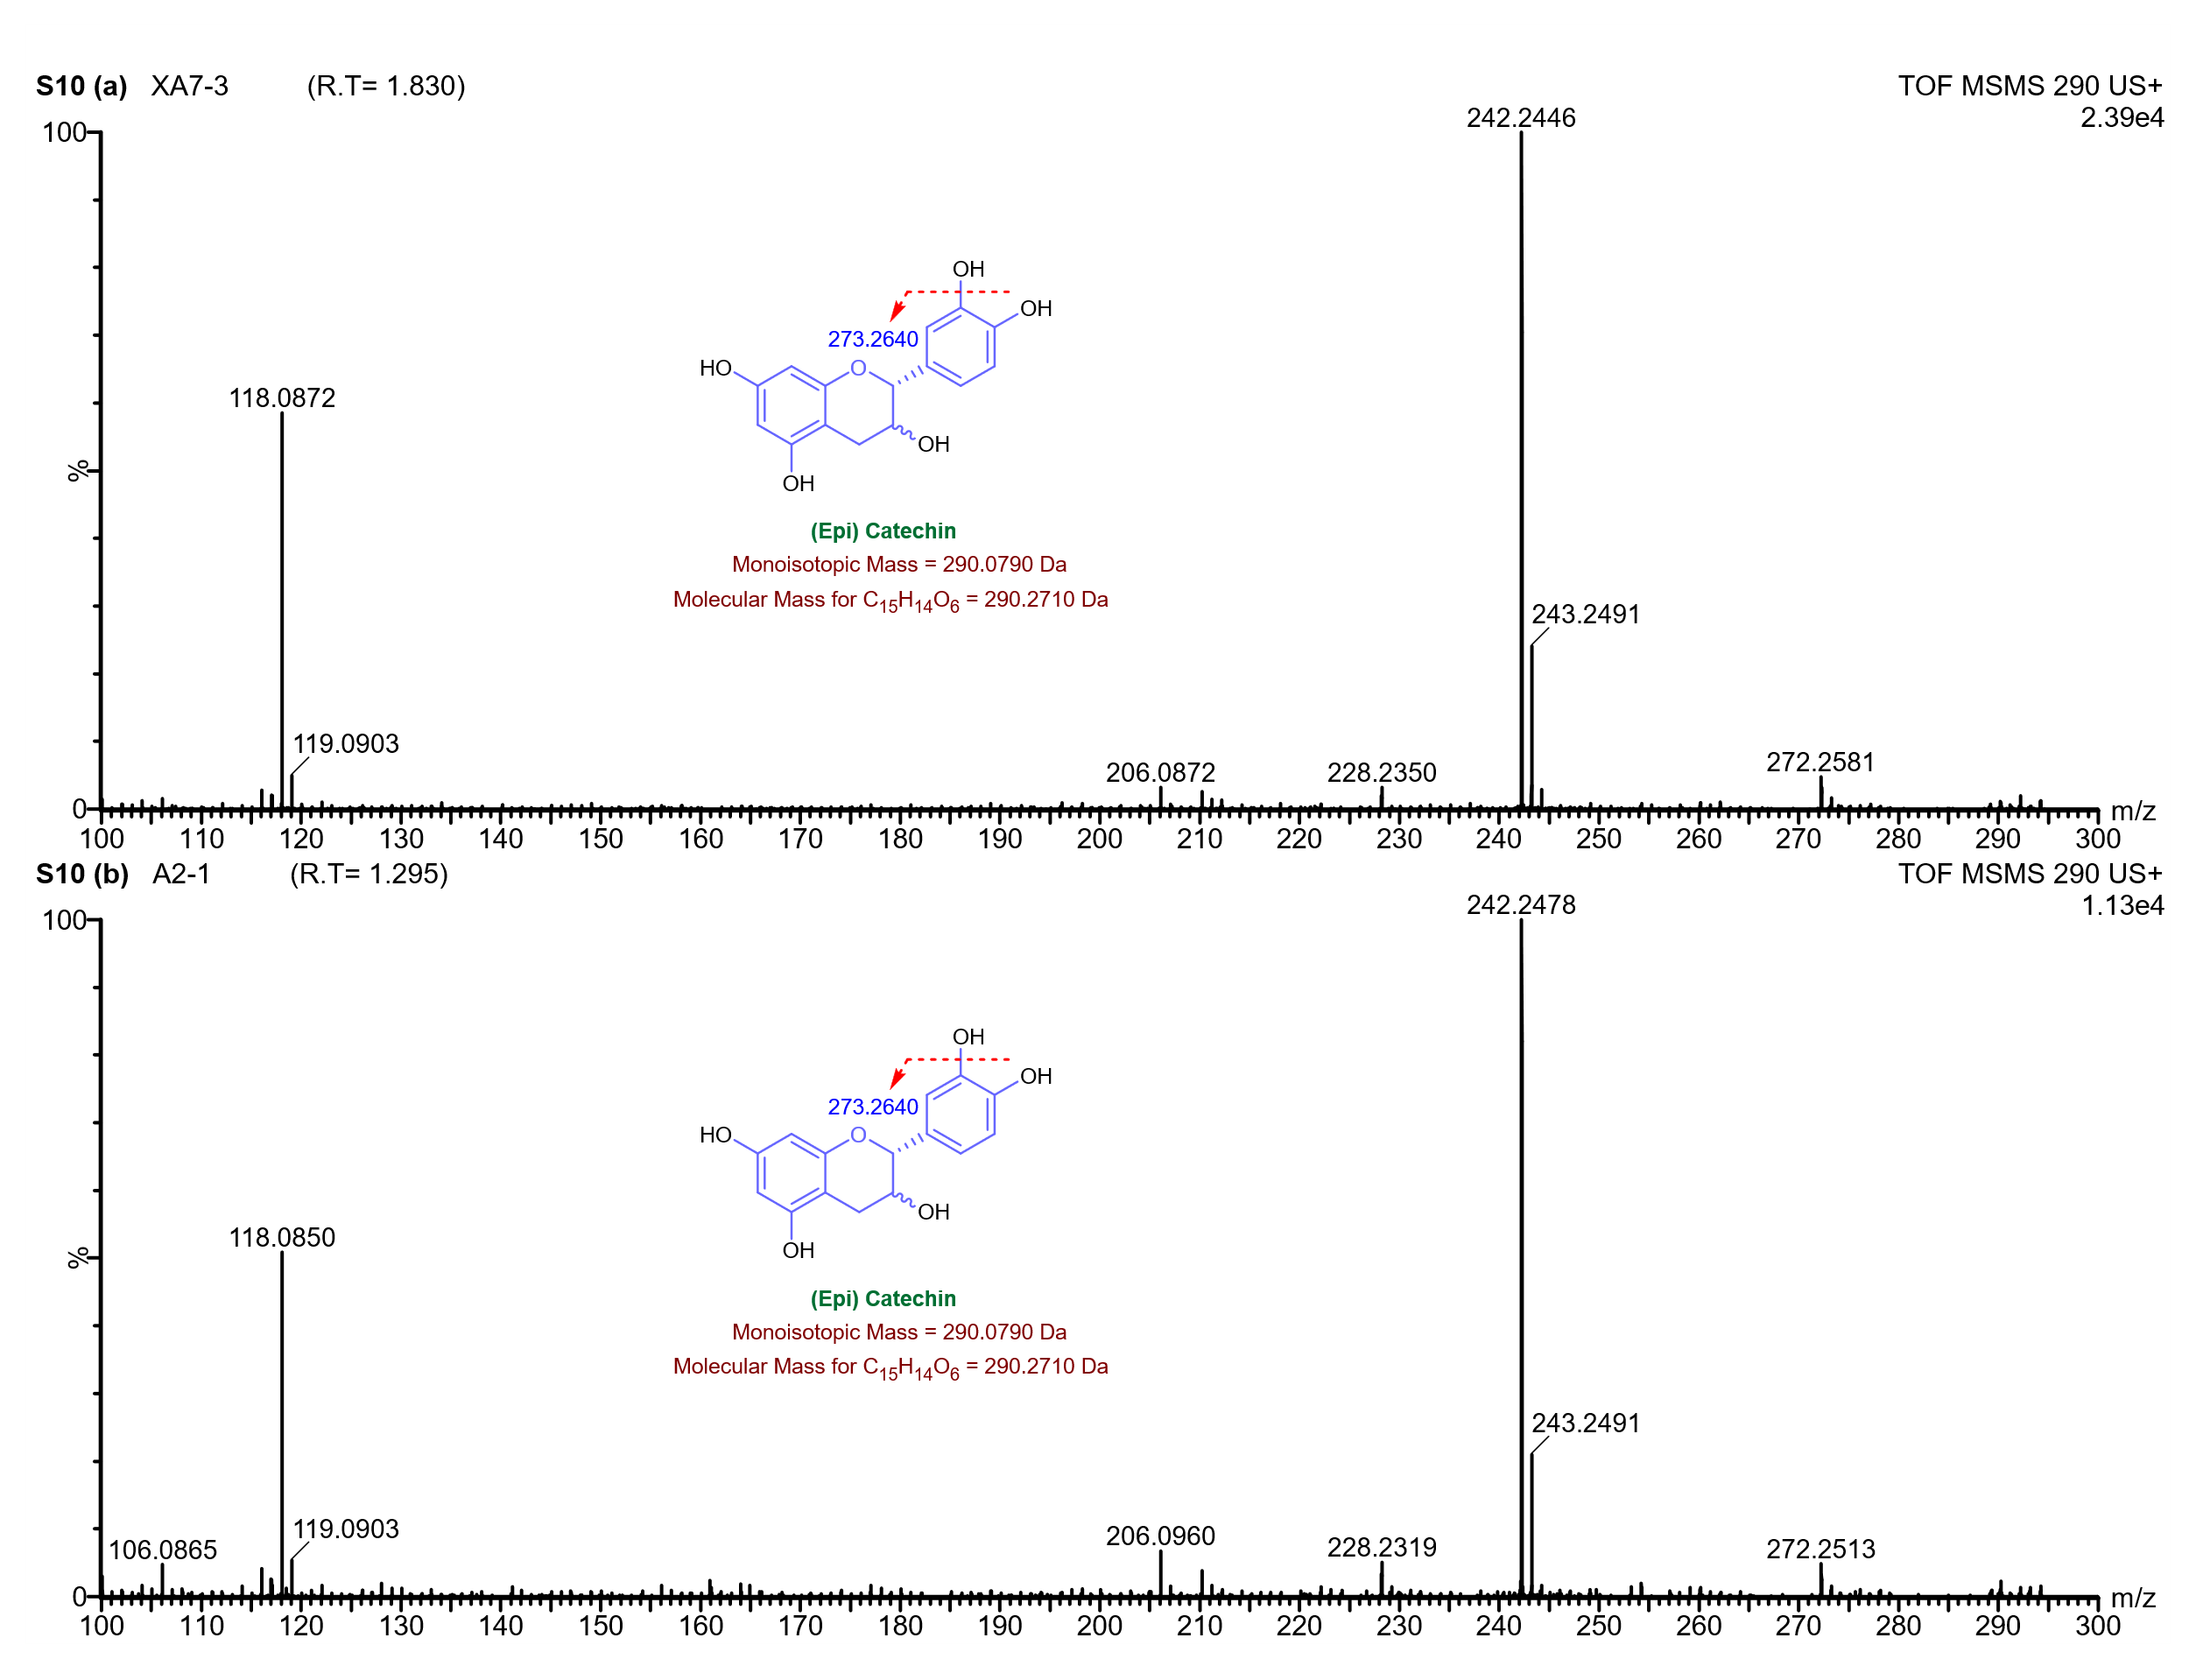 S10 (a) XA7-3 (R.T= 1.830)
TOF MSMS 290 US+
2.39e4
100
%
0
242.2446
118.0872
119.0903
206.0872
228.2350
243.2491
272.2581
OH
OH
273.2640
HO
O
OH
OH
(Epi) Catechin
Monoisotopic Mass = 290.0790 Da
Molecular Mass for C15H14O6 = 290.2710 Da
m/z
100 110 120 130 140 150 160 170 180 190 200 210 220 230 240 250 260 270 280 290 300
S10 (b) A2-1 (R.T= 1.295)
TOF MSMS 290 US+
1.13e4
100
%
0
242.2478
118.0850
106.0865
119.0903
206.0960
228.2319
243.2491
272.2513
OH
OH
273.2640
HO
O
OH
OH
(Epi) Catechin
Monoisotopic Mass = 290.0790 Da
Molecular Mass for C15H14O6 = 290.2710 Da
m/z
100 110 120 130 140 150 160 170 180 190 200 210 220 230 240 250 260 270 280 290 300